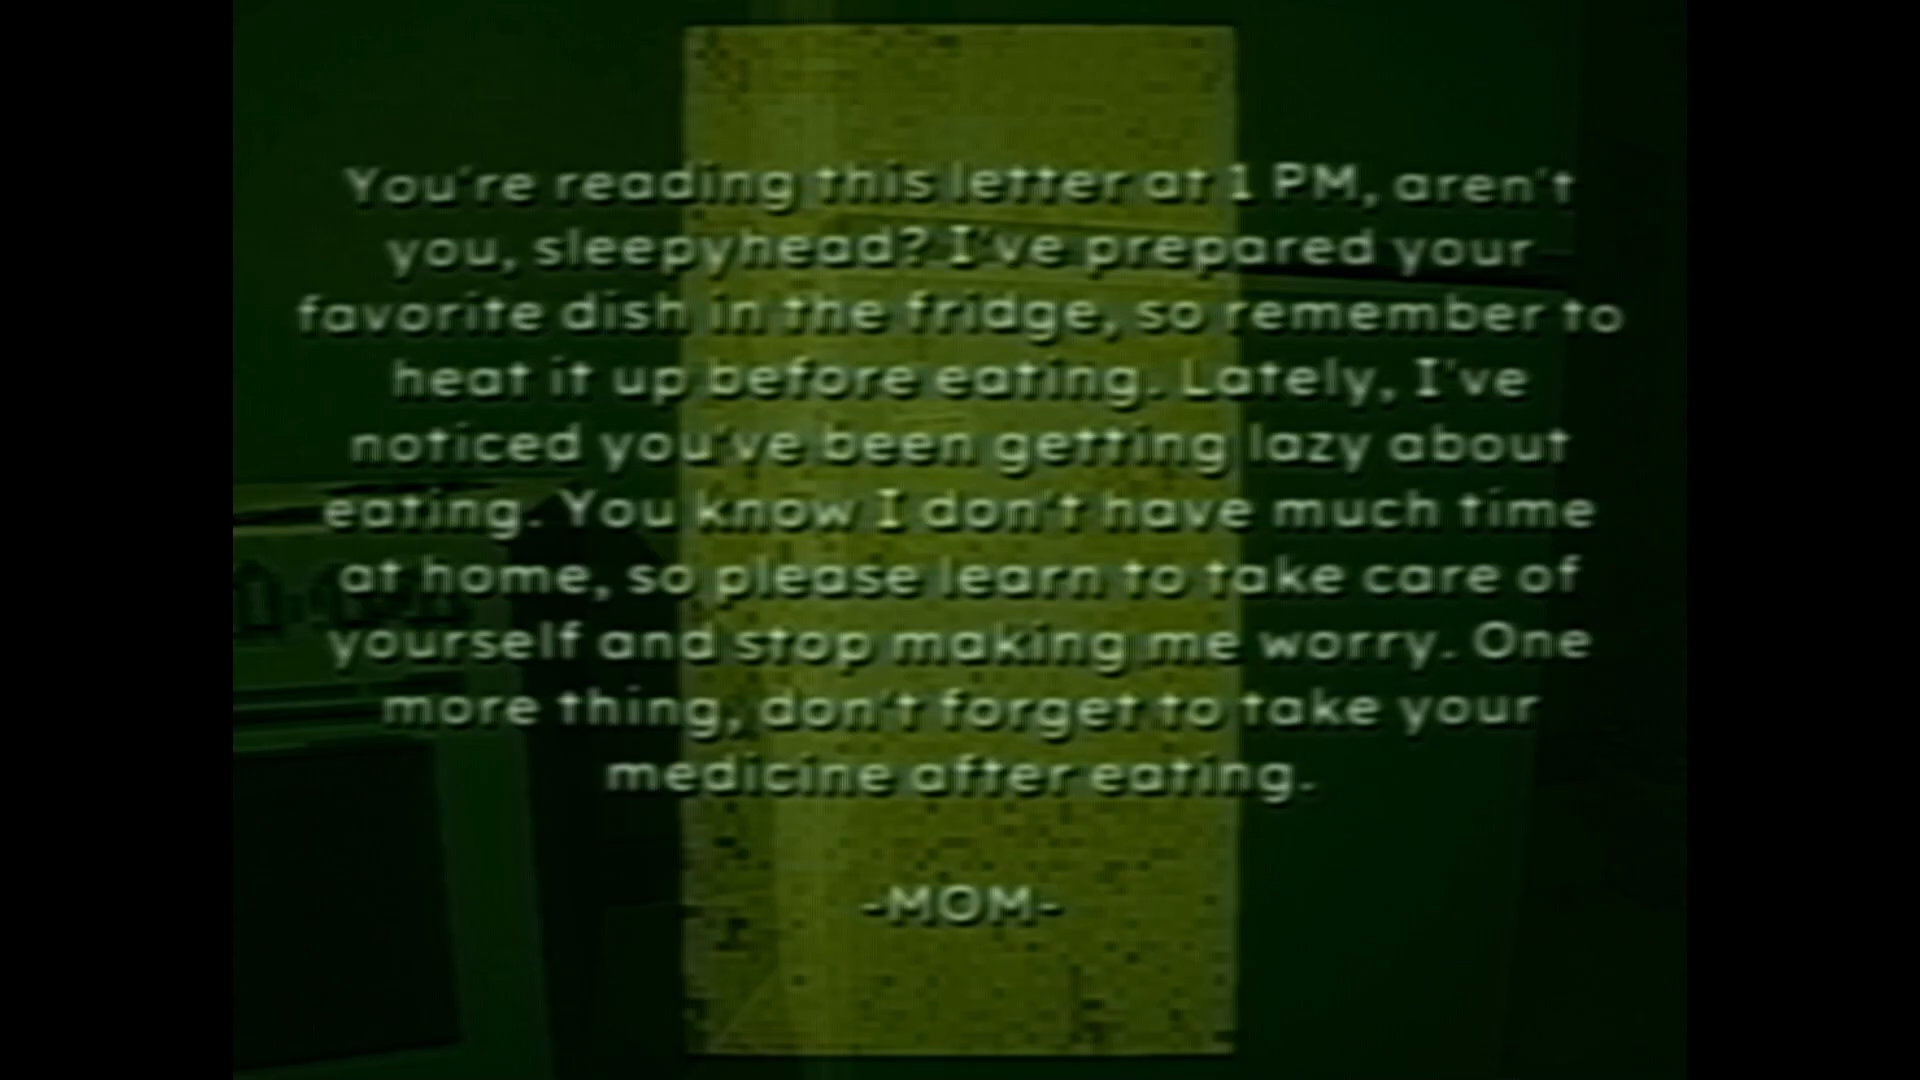 You're reading this letter at 1 PM, aren't
you, sleepyhead? I've prepared your
favorite dish in the fridge, so remember to
heat it up before eating. Lately, I've
noticed you've been getting lazy about
eating. You know I don't have much time
at home, so please learn to take care of
yourself and stop making me worry. One
more thing, don't forget to take your
medicine after eating.
-MOM-